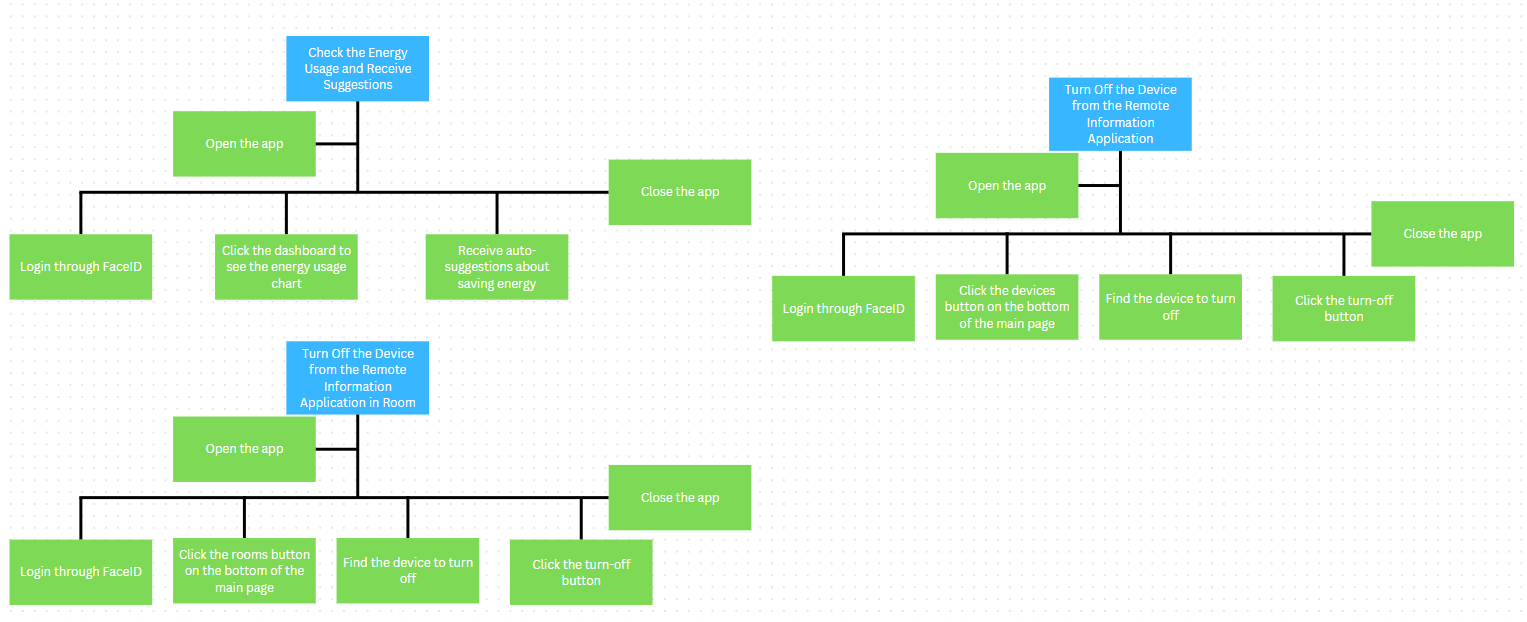 Check the Energy
Usage and Receive
Suggestions
Open the app
Close the app
Login through FaceID
Click the dashboard to
see the energy usage
chart
Receive auto-
suggestions about
saving energy
Turn Off the Device
from the Remote
Information
Application
Open the app
Close the app
Login through FaceID
Click the devices
button on the bottom
of the main page
Find the device to turn
off
Click the turn-off
button
Turn Off the Device
from the Remote
Information
Application in Room
Open the app
Close the app
Login through FaceID
Click the rooms button
on the bottom of the
main page
Find the device to turn
off
Click the turn-off
button